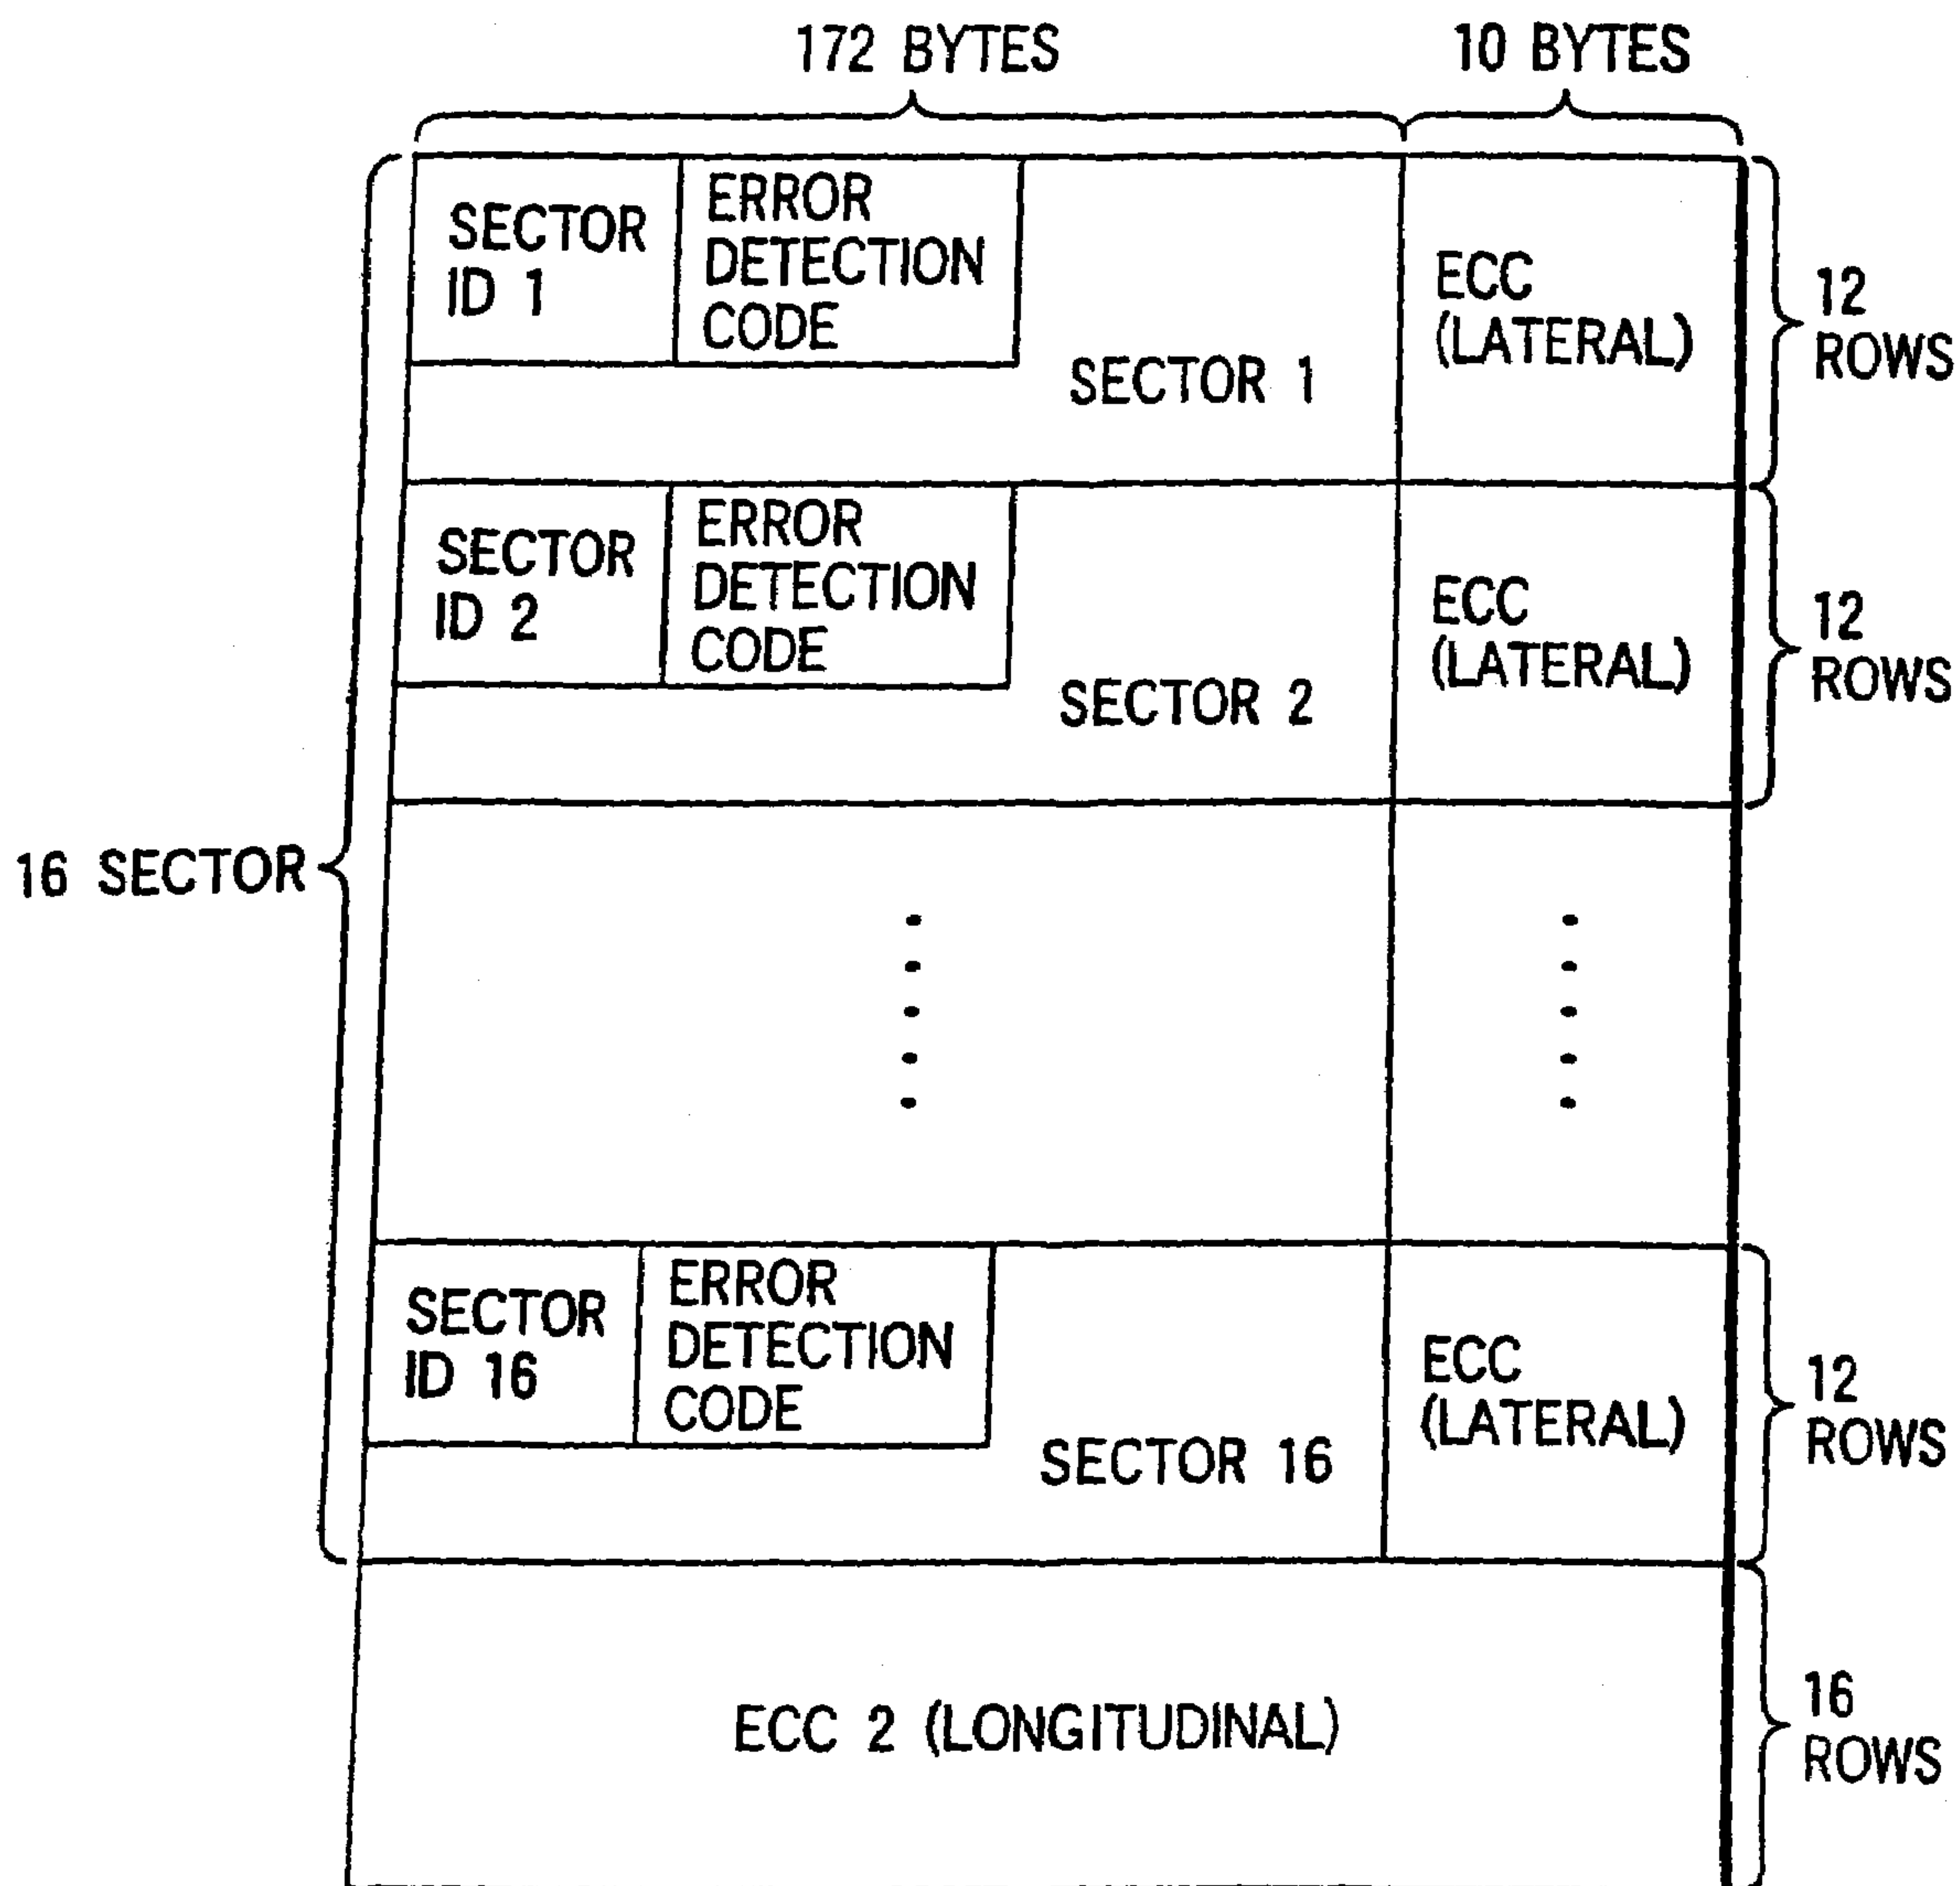 172 BYTES
10 BYTES
SECTOR
ID 1
ERROR
DETECTION
CODE
SECTOR 1
ECC
(LATERAL)
12
ROWS
SECTOR
ID 2
ERROR
DETECTION
CODE
SECTOR 2
ECC
(LATERAL)
12
ROWS
16 SECTOR
SECTOR
ID 16
ERROR
DETECTION
CODE
SECTOR 16
ECC
(LATERAL)
12
ROWS
ECC 2 (LONGITUDINAL)
16
ROWS